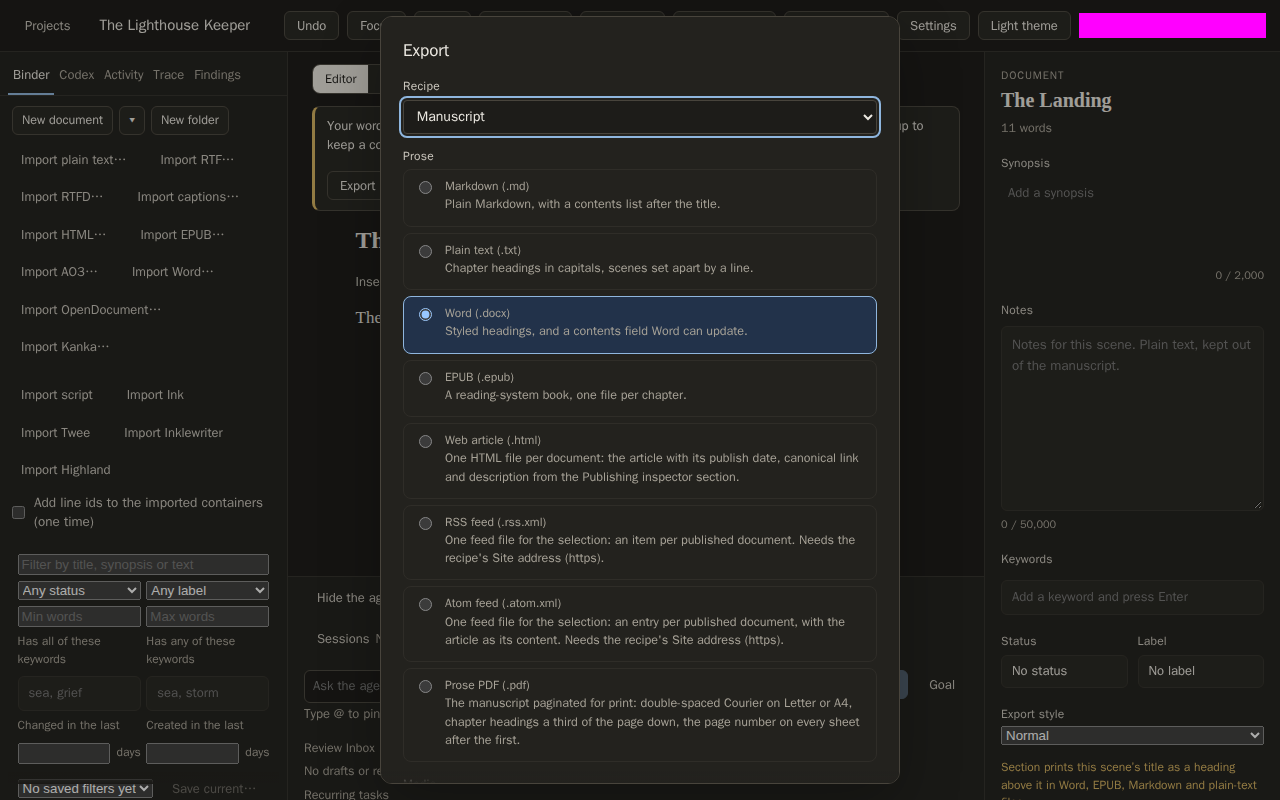 Projects
The Lighthouse Keeper
Undo
Settings
Light theme
Binder
Codex
Activity
Trace
Findings
New document
New folder
Import plain text···
Import RTF···
Import RTFD···
Import captions···
Import HTML···
Import EPUB···
Import AO3···
Import Word···
Import OpenDocument···
Import Kanka···
Import script
Import Ink
Import Twee
Import Inklewriter
Import Highland
Add line ids to the imported containers
(one time)
Filter by title, synopsis or text
Any status
Any label
Min words
Max words
Has all of these
keywords
Has any of these
keywords
sea, grief
sea, storm
Changed in the last
Created in the last
days
days
No saved filters yet
Save current···
Editor
keep a
Export
Hide the
Sessions
Ask the
Type @ to
Review Inbox
No drafts or
Recurring tasks
to
Goal
Export
Recipe
Manuscript
Prose
Markdown (.md)
Plain Markdown, with a contents list after the title.
Plain text (.txt)
Chapter headings in capitals, scenes set apart by a line.
Word (.docx)
Styled headings, and a contents field Word can update.
EPUB (.epub)
A reading-system book, one file per chapter.
Web article (.html)
One HTML file per document: the article with its publish date, canonical link
and description from the Publishing inspector section.
RSS feed (.rss.xml)
One feed file for the selection: an item per published document. Needs the
recipe's Site address (https).
Atom feed (.atom.xml)
One feed file for the selection: an entry per published document, with the
article as its content. Needs the recipe's Site address (https).
Prose PDF (.pdf)
The manuscript paginated for print: double-spaced Courier on Letter or A4,
chapter headings a third of the page down, the page number on every sheet
after the first.
DOCUMENT
The Landing
11 words
Synopsis
Add a synopsis
0 / 2,000
Notes
Notes for this scene. Plain text, kept out
of the manuscript.
0 / 50,000
Keywords
Add a keyword and press Enter
Status
Label
No status
No label
Export style
Normal
Section prints this scene's title as a heading
above it in Word, EPUB, Markdown and plain-text